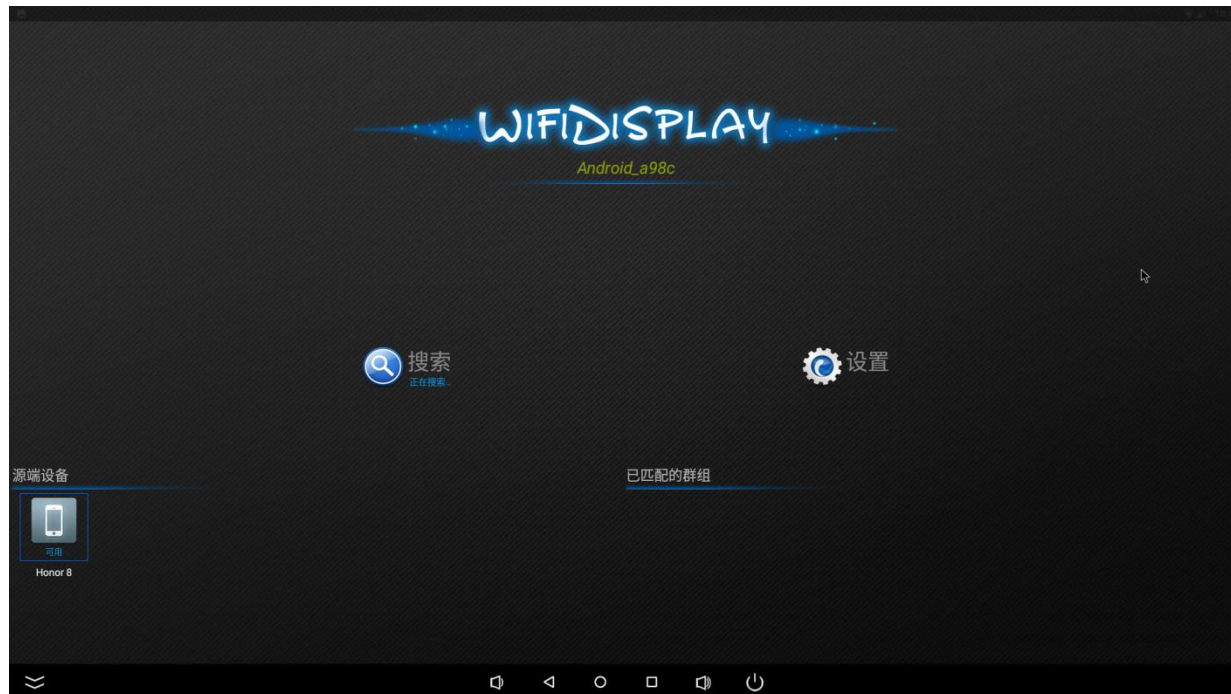 WIFIDISPLAY
Android_a98c
搜索
正在搜索...
设置
源端设备
已匹配的群组
可用
Honor 8